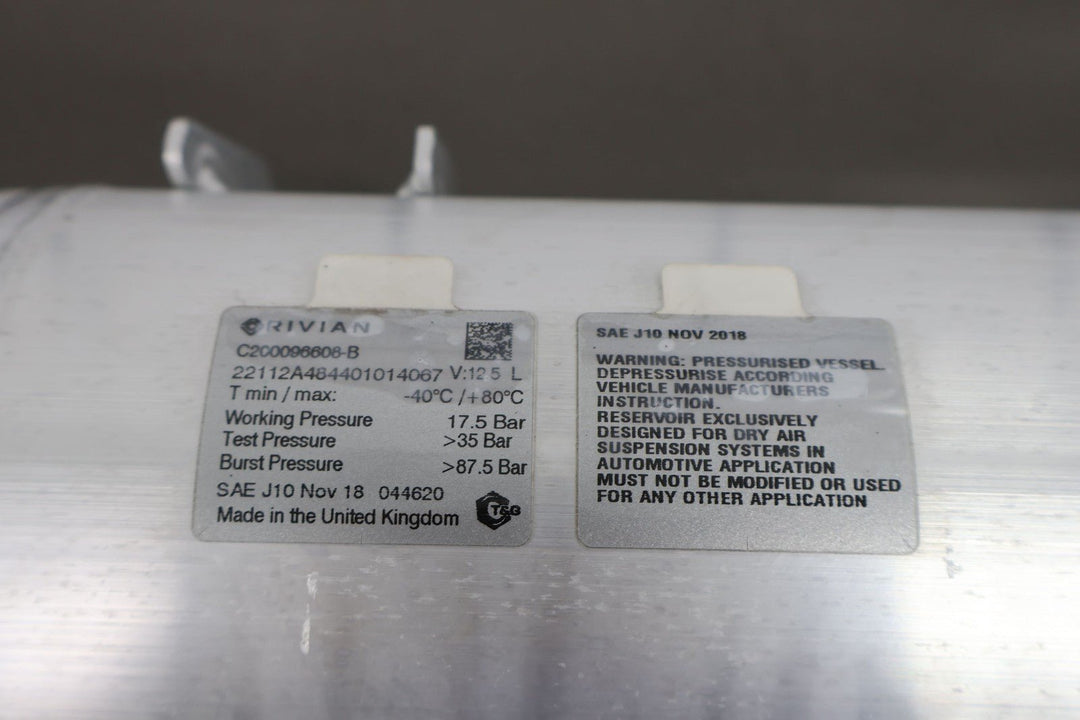 RIVIAN
C200096606-B
22112A484401014067 V:12.5 L
T min / max: -40°C /+80°C
Working Pressure 17.5 Bar
Test Pressure >35 Bar
Burst Pressure >87.5 Bar
SAE J10 Nov 18 044620
Made in the United Kingdom
T&G
SAE J10 NOV 2018
WARNING: PRESSURISED VESSEL
DEPRESSURISE ACCORDING
VEHICLE MANUFACTURERS
INSTRUCTION.
RESERVOIR EXCLUSIVELY
DESIGNED FOR DRY AIR
SUSPENSION SYSTEMS IN
AUTOMOTIVE APPLICATION
MUST NOT BE MODIFIED OR USED
FOR ANY OTHER APPLICATION